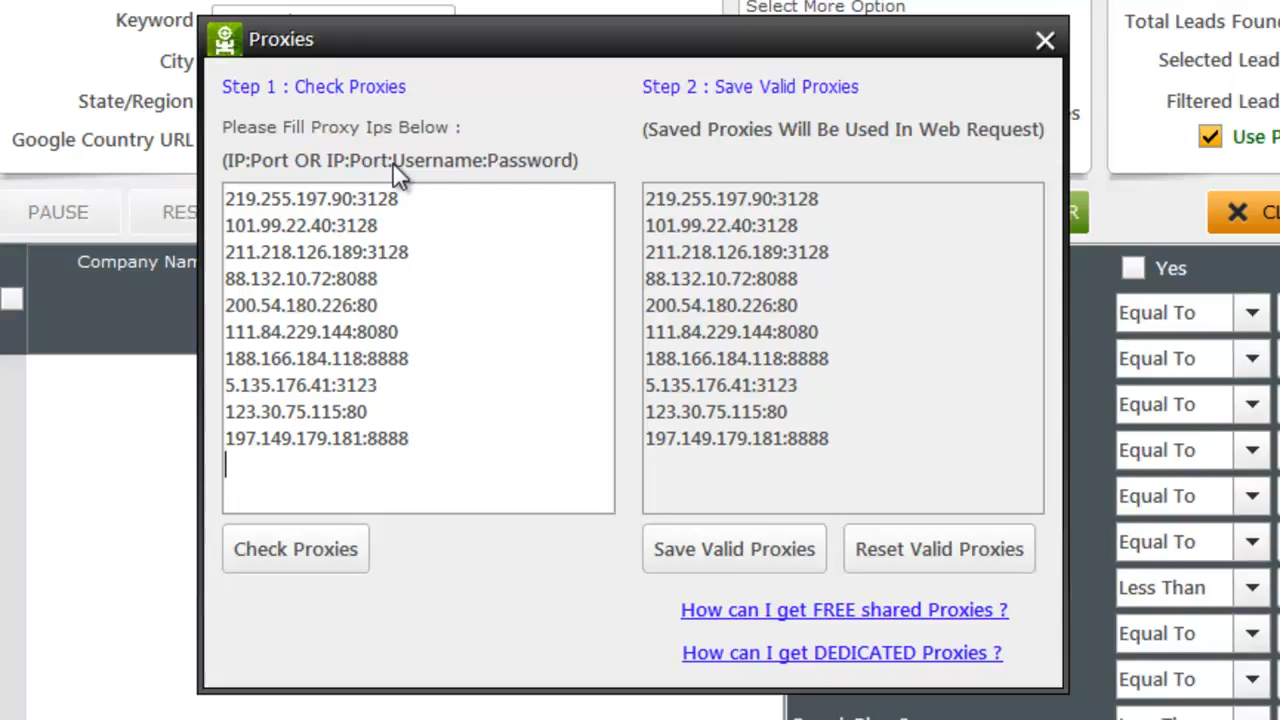 Select More Option
Keyword
Total Leads Found
Proxies
City
Selected Lead
Step 1 : Check Proxies
Step 2 : Save Valid Proxies
State/Region
Filtered Lead
Please Fill Proxy Ips Below :
(Saved Proxies Will Be Used In Web Request)
Google Country URL
Use P
(IP:Port OR IP:Port:Username:Password)
219.255.197.90:3128
101.99.22.40:3128
211.218.126.189:3128
88.132.10.72:8088
200.54.180.226:80
111.84.229.144:8080
188.166.184.118:8888
5.135.176.41:3123
123.30.75.115:80
197.149.179.181:8888
219.255.197.90:3128
101.99.22.40:3128
211.218.126.189:3128
88.132.10.72:8088
200.54.180.226:80
111.84.229.144:8080
188.166.184.118:8888
5.135.176.41:3123
123.30.75.115:80
197.149.179.181:8888
PAUSE
RES
R
CL
Company Nam
Yes
Equal To
Equal To
Equal To
Equal To
Equal To
Equal To
Less Than
Equal To
Equal To
Check Proxies
Save Valid Proxies
Reset Valid Proxies
How can I get FREE shared Proxies ?
How can I get DEDICATED Proxies ?